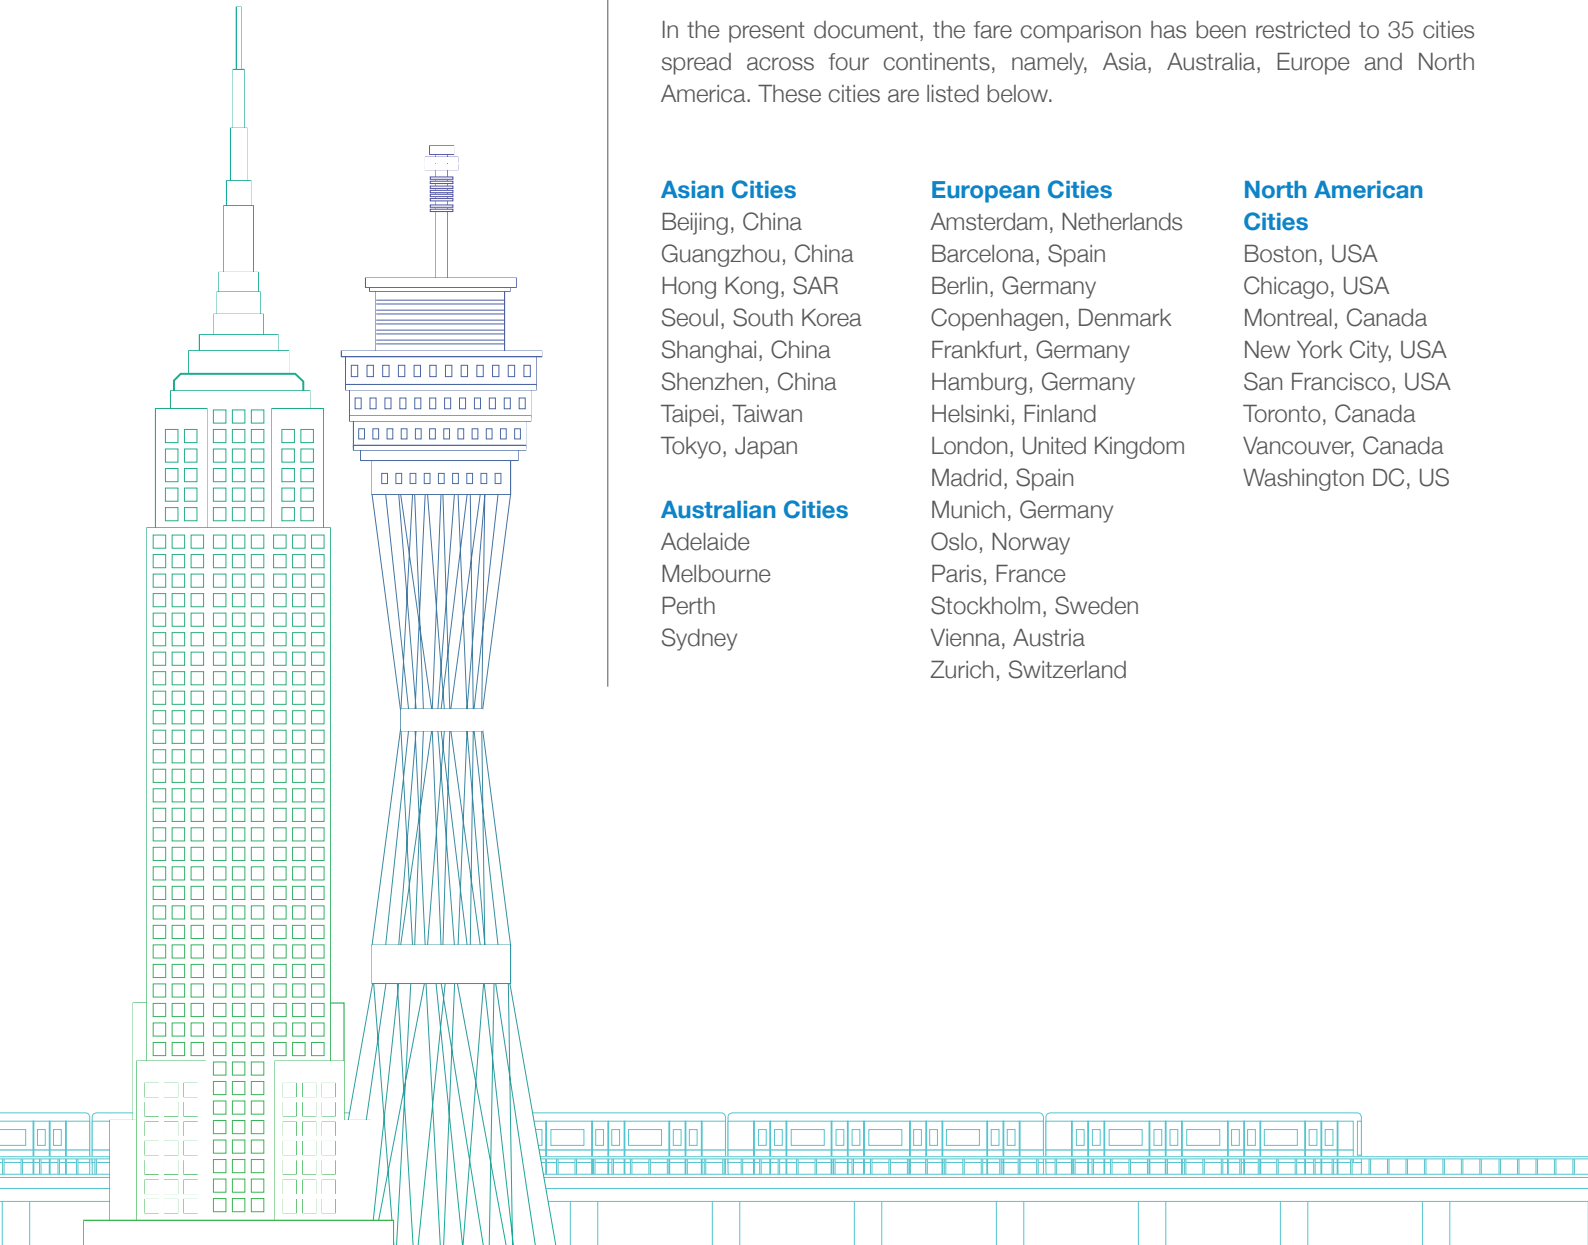 In the present document, the fare comparison has been restricted to 35 cities
spread across four continents, namely, Asia, Australia, Europe and North
America. These cities are listed below.
Asian Cities
Beijing, China
Guangzhou, China
Hong Kong, SAR
Seoul, South Korea
Shanghai, China
Shenzhen, China
Taipei, Taiwan
Tokyo, Japan
Australian Cities
Adelaide
Melbourne
Perth
Sydney
European Cities
Amsterdam, Netherlands
Barcelona, Spain
Berlin, Germany
Copenhagen, Denmark
Frankfurt, Germany
Hamburg, Germany
Helsinki, Finland
London, United Kingdom
Madrid, Spain
Munich, Germany
Oslo, Norway
Paris, France
Stockholm, Sweden
Vienna, Austria
Zurich, Switzerland
North American
Cities
Boston, USA
Chicago, USA
Montreal, Canada
New York City, USA
San Francisco, USA
Toronto, Canada
Vancouver, Canada
Washington DC, US